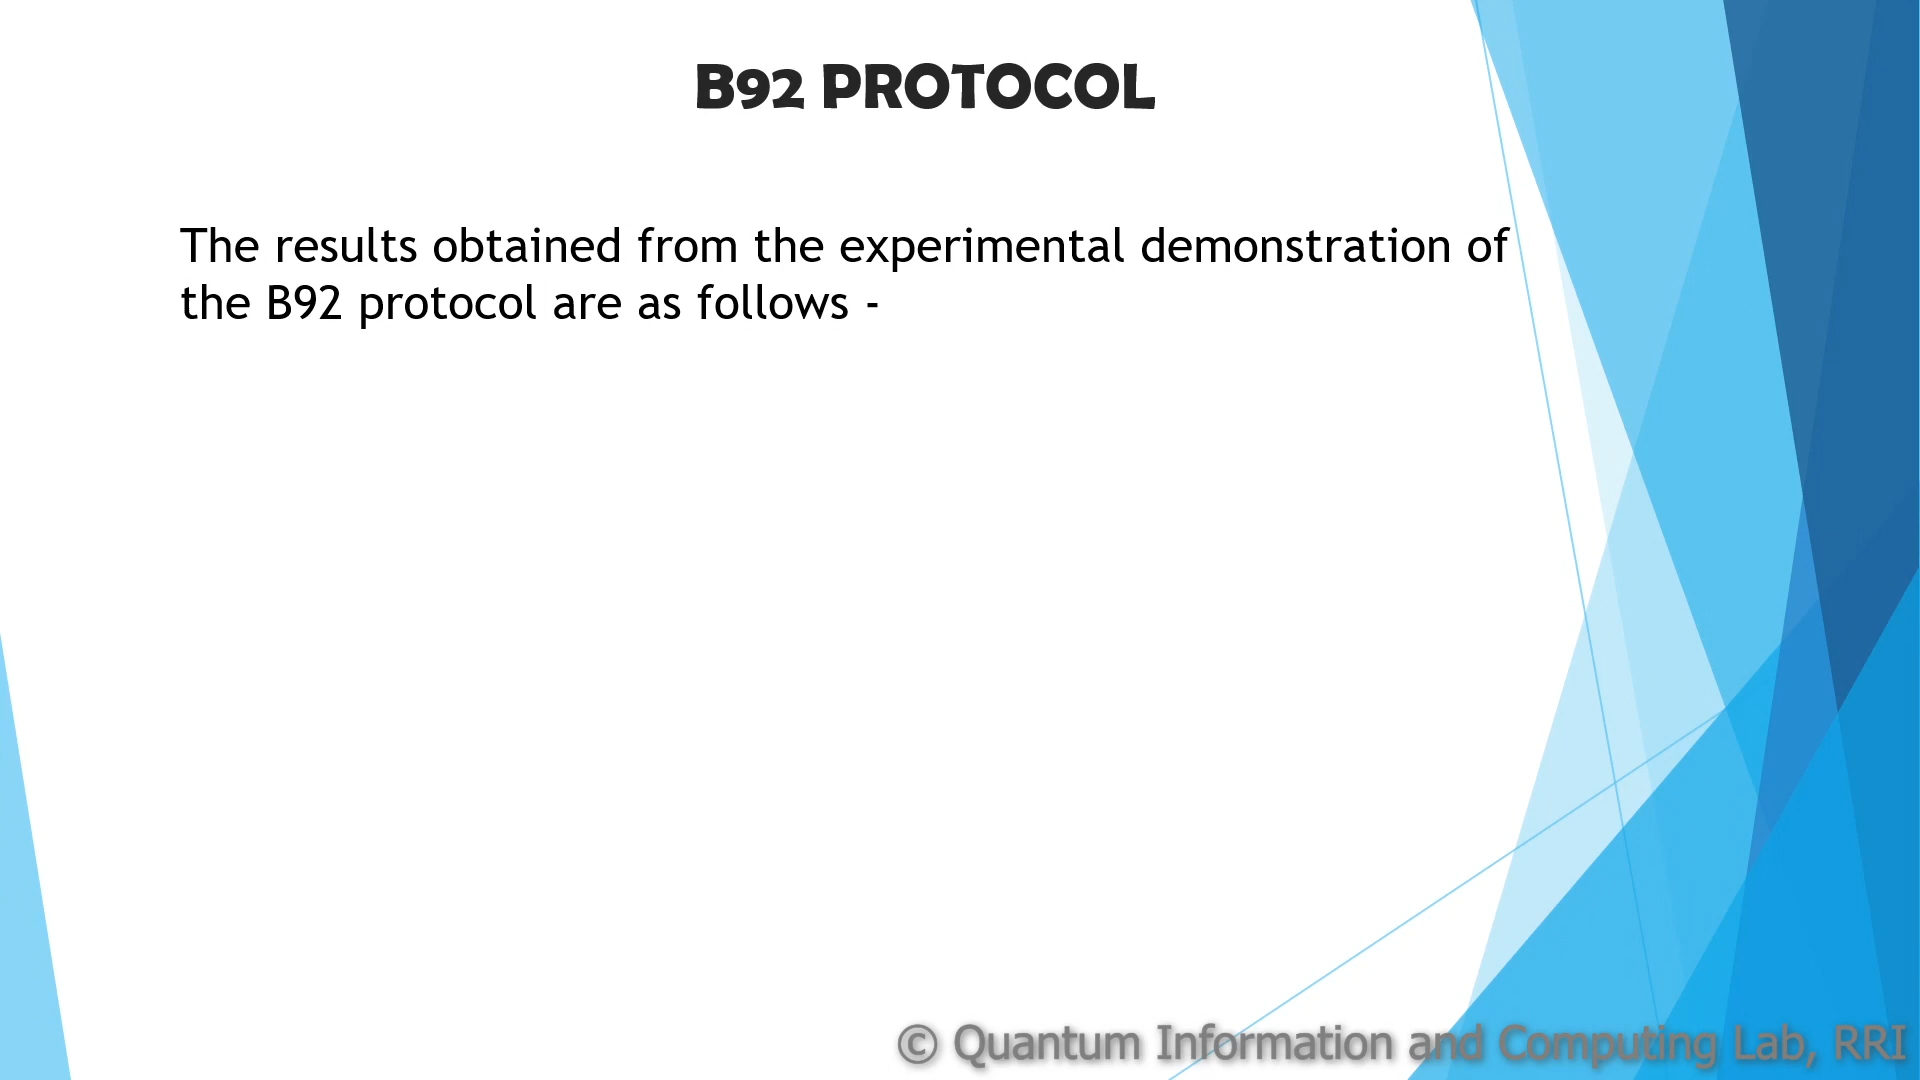 B92 PROTOCOL
The results obtained from the experimental demonstration of
the B92 protocol are as follows -
© Quantum Information and Computing Lab, RRI